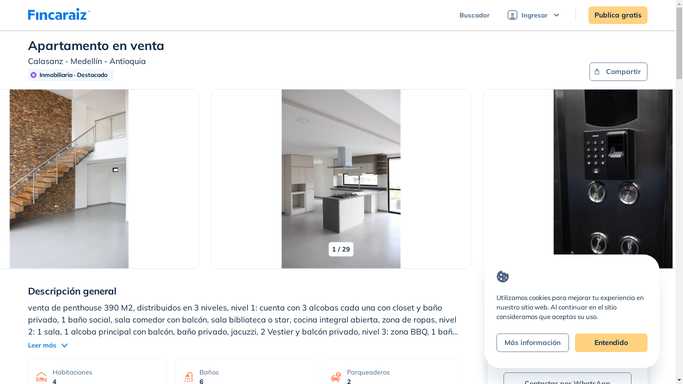 Fincaraiz
Buscador
Ingresar
Publica gratis
Apartamento en venta
Calasanz - Medellín - Antioquia
Inmobiliaria · Destacado
Compartir
1 / 29
Descripción general
venta de penthouse 390 M2, distribuidos en 3 niveles, nivel 1: cuenta con 3 alcobas cada una con closet y baño
privado, 1 baño social, sala comedor con balcón, sala biblioteca o star, cocina integral abierta, zona de ropas, nivel
2: 1 sala, 1 alcoba principal con balcón, baño privado, jacuzzi, 2 Vestier y balcón privado, nivel 3: zona BBQ, 1 bañ...
Leer más
Habitaciones
4
Baños
6
Parqueaderos
2
Utilizamos cookies para mejorar tu experiencia en
nuestro sitio web. Al continuar en el sitio
consideramos que aceptas su uso.
Más información
Entendido
Contactar por WhatsApp